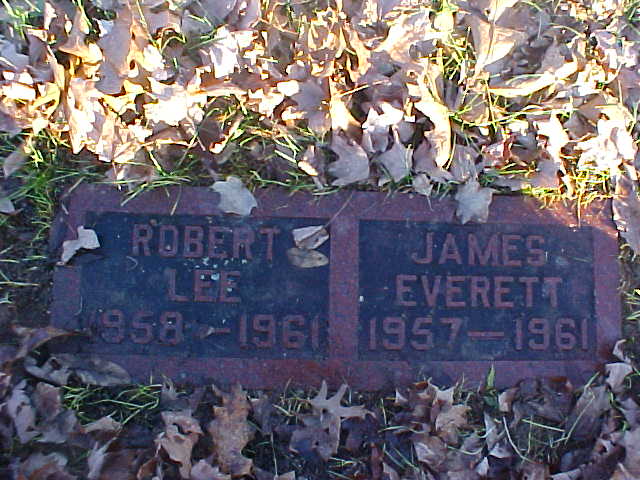 ROBERT
LEE
1958-1961
JAMES
EVERETT
1957-1961